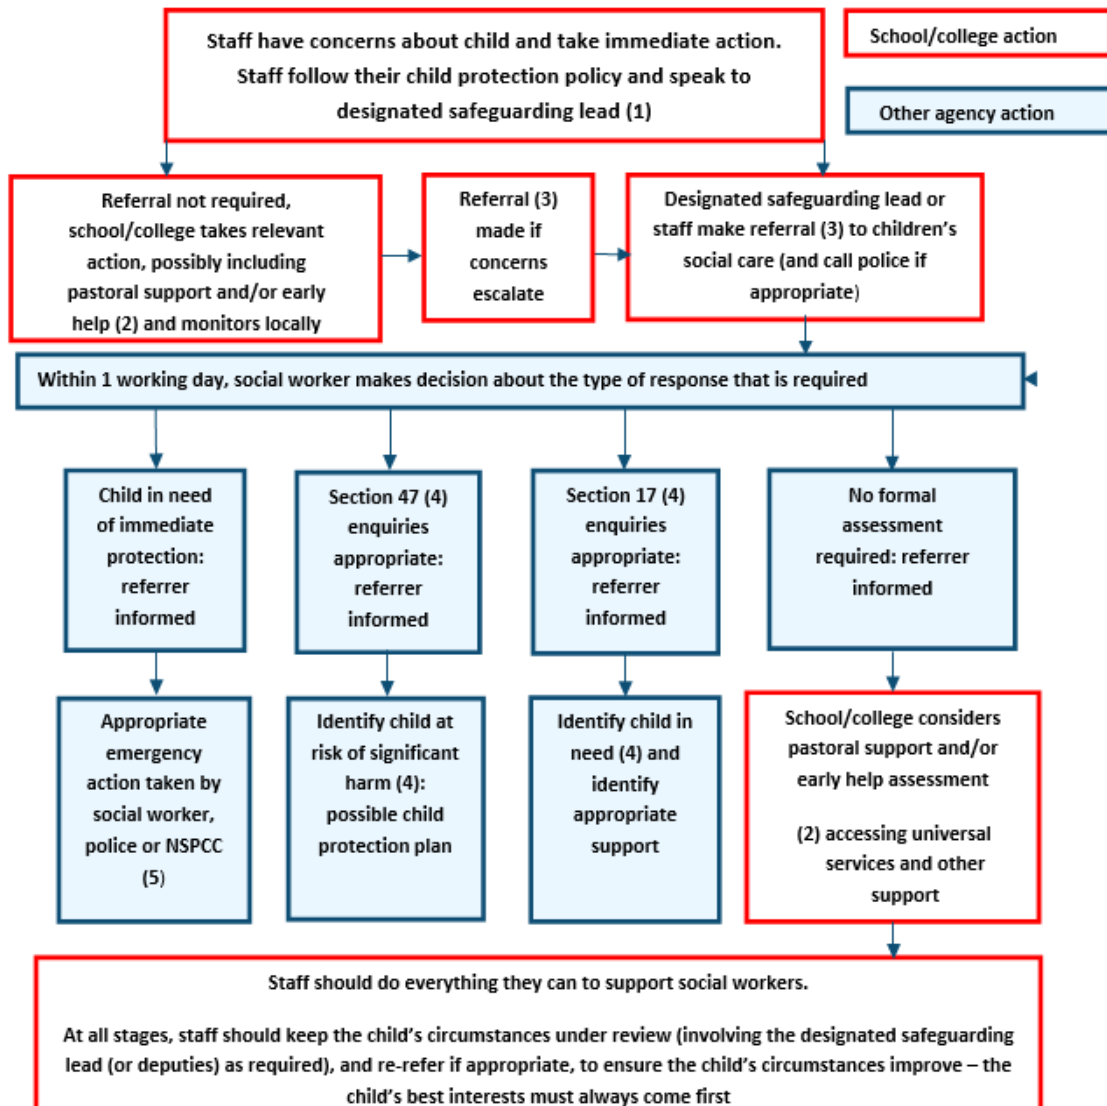 Staff have concerns about child and take immediate action.
Staff follow their child protection policy and speak to
designated safeguarding lead (1)
School/college action
Other agency action
Referral not required,
school/college takes relevant
action, possibly including
pastoral support and/or early
help (2) and monitors locally
Referral (3)
made if
concerns
escalate
Designated safeguarding lead or
staff make referral (3) to children’s
social care (and call police if
appropriate)
Within 1 working day, social worker makes decision about the type of response that is required
Child in need
of immediate
protection:
referrer
informed
Section 47 (4)
enquiries
appropriate:
referrer
informed
Section 17 (4)
enquiries
appropriate:
referrer
informed
No formal
assessment
required: referrer
informed
Appropriate
emergency
action taken by
social worker,
police or NSPCC
(5)
Identify child at
risk of significant
harm (4):
possible child
protection plan
Identify child in
need (4) and
identify
appropriate
support
School/college considers
pastoral support and/or
early help assessment
(2) accessing universal
services and other
support
Staff should do everything they can to support social workers.
At all stages, staff should keep the child’s circumstances under review (involving the designated safeguarding
lead (or deputies) as required), and re-refer if appropriate, to ensure the child’s circumstances improve – the
child’s best interests must always come first